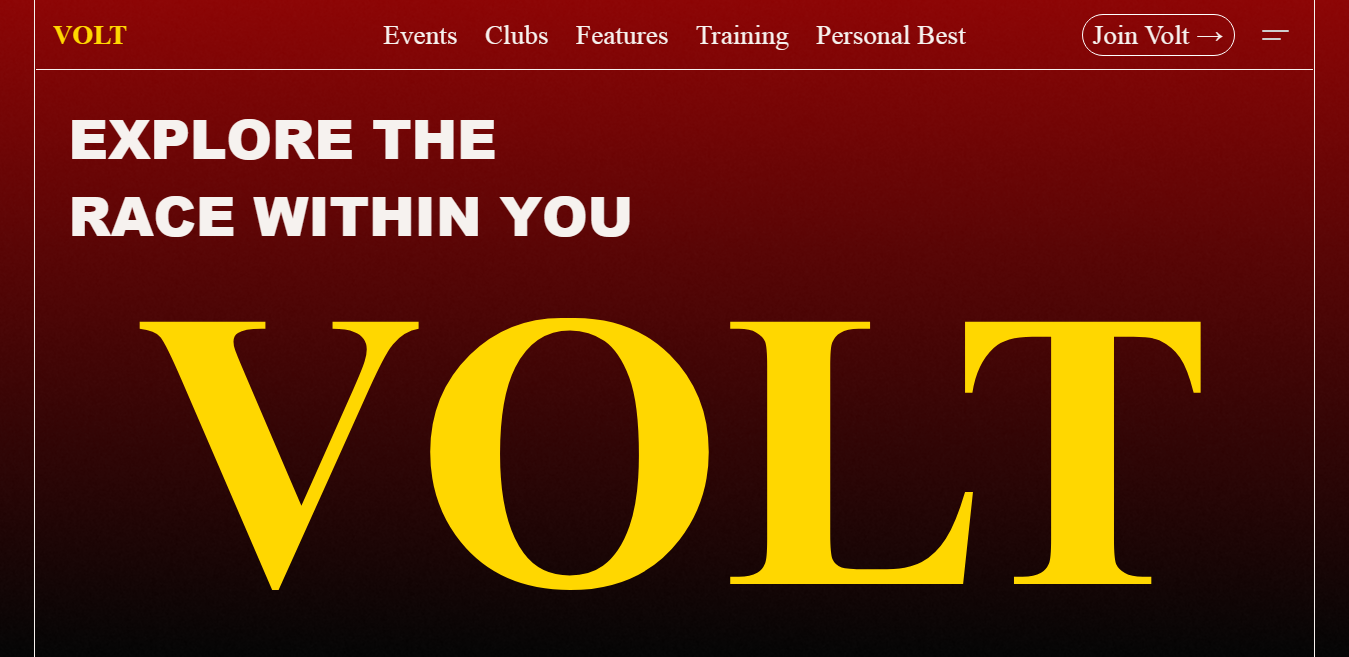 VOLT Events Clubs Features Training Personal Best Join Volt →
EXPLORE THE
RACE WITHIN YOU
VOLT